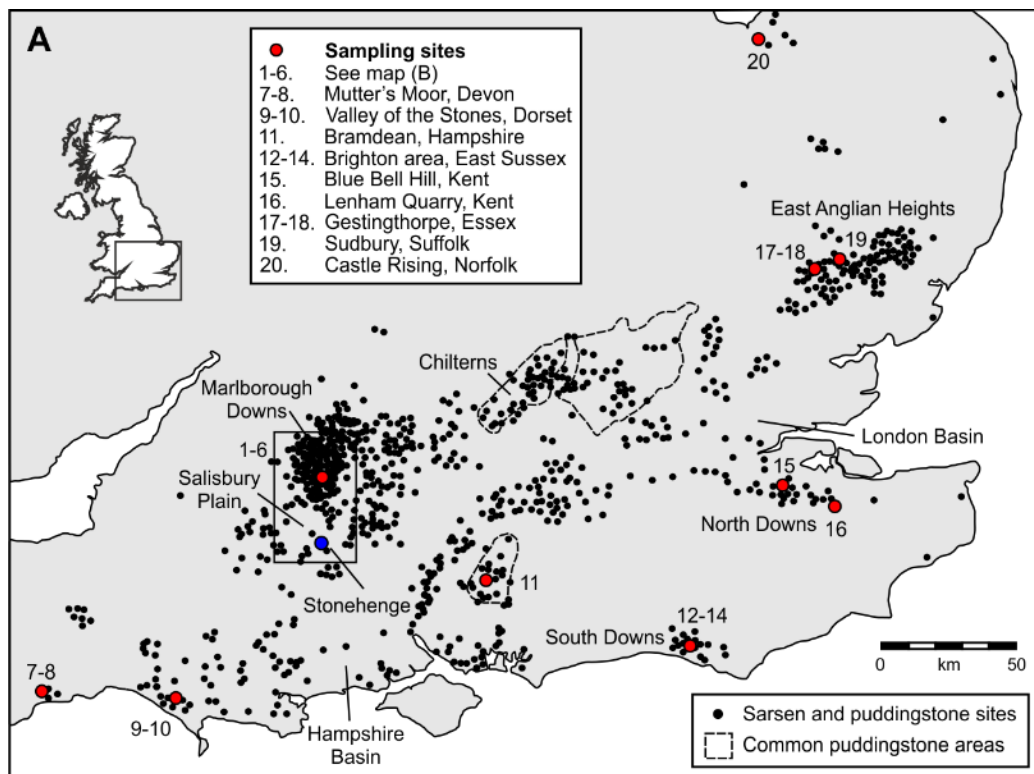 A
Sampling sites
1-6. See map (B)
7-8. Mutter's Moor, Devon
9-10. Valley of the Stones, Dorset
11. Bramdean, Hampshire
12-14. Brighton area, East Sussex
15. Blue Bell Hill, Kent
16. Lenham Quarry, Kent
17-18. Gestingthorpe, Essex
19. Sudbury, Suffolk
20. Castle Rising, Norfolk
20
East Anglian Heights
17-18
19
Chilterns
Marlborough
Downs
1-6
Salisbury
Plain
London Basin
15
North Downs
16
11
Stonehenge
12-14
South Downs
7-8
9-10
Hampshire
Basin
0 km 50
Sarsen and puddingstone sites
Common puddingstone areas